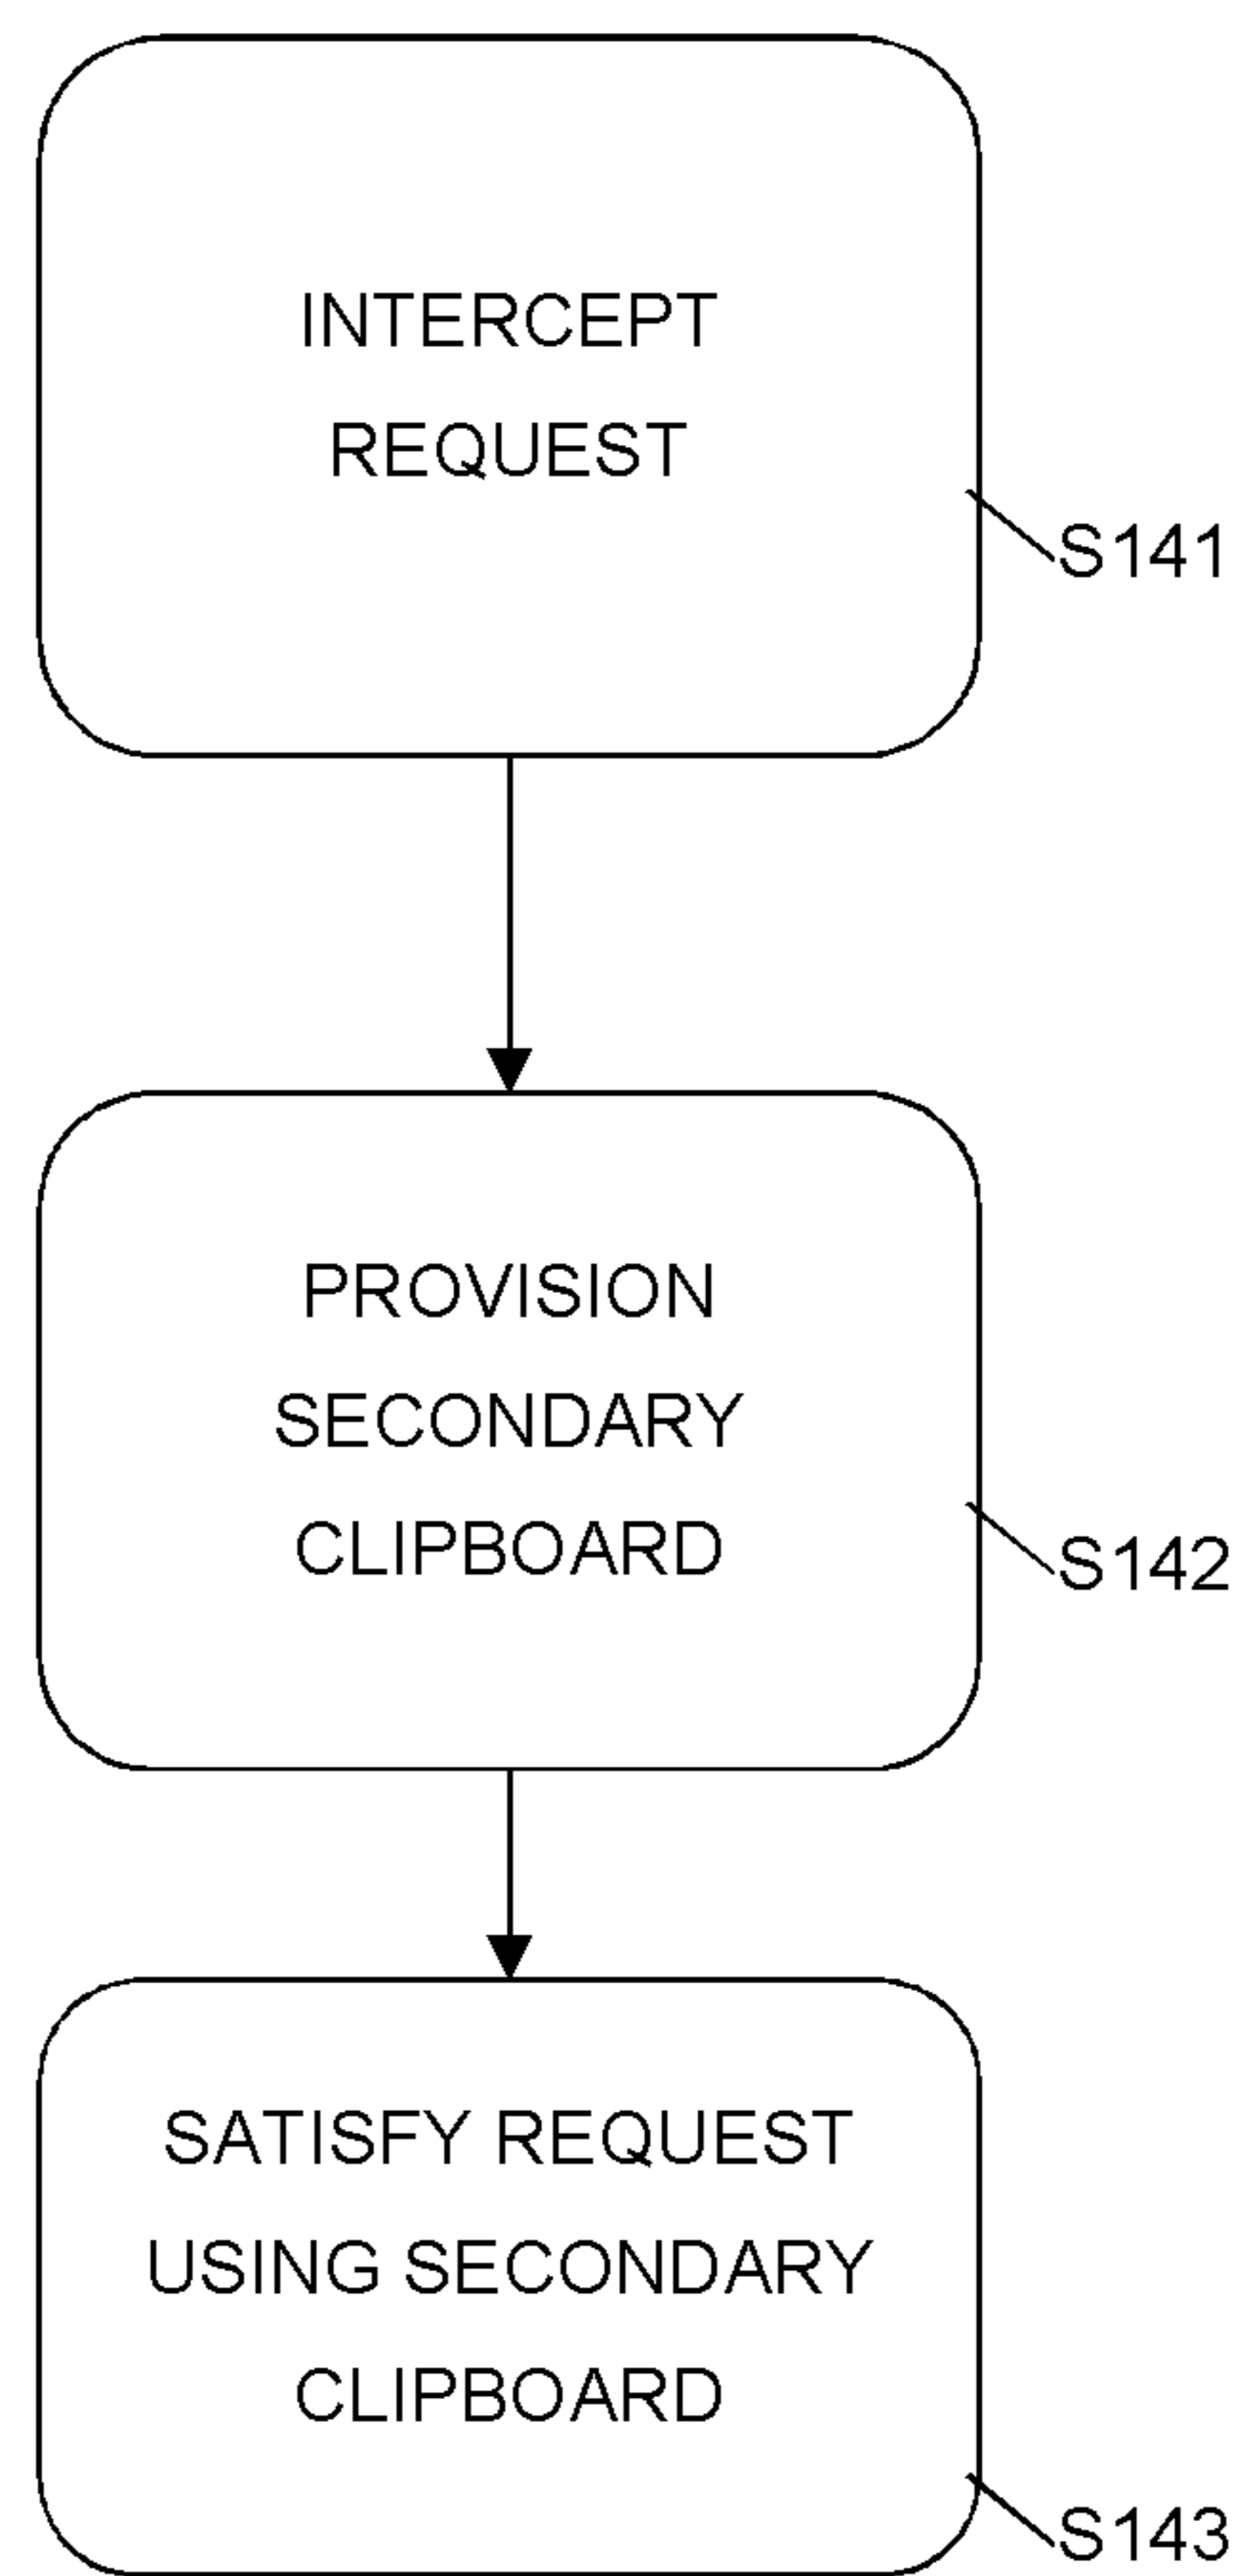 INTERCEPT
REQUEST
S141
PROVISION
SECONDARY
CLIPBOARD
S142
SATISFY REQUEST
USING SECONDARY
CLIPBOARD
S143